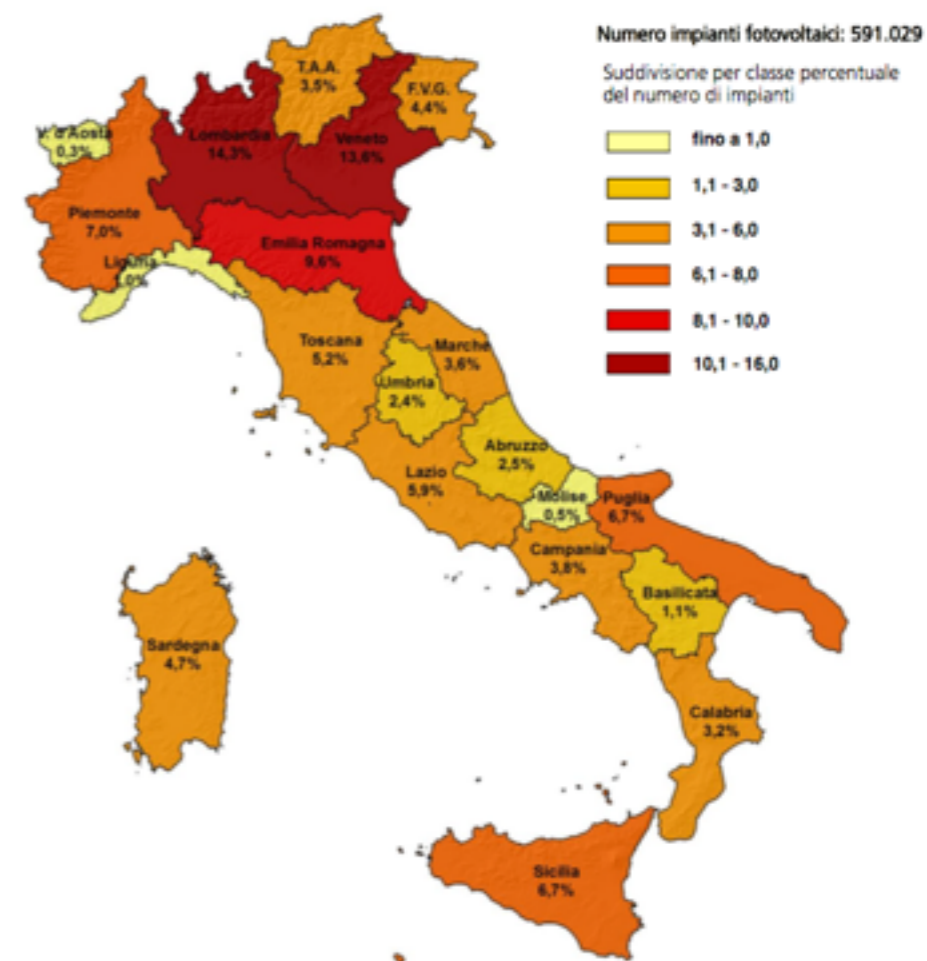 Numero impianti fotovoltaici: 591.029
Suddivisione per classe percentuale
del numero di impianti
fino a 1,0
1,1 - 3,0
3,1 - 6,0
6,1 - 8,0
8,1 - 10,0
10,1 - 16,0
T.A.A.
3,5%
F.V.G.
4,4%
V. d'Aosta
0,3%
Lombardia
14,3%
Veneto
13,6%
Piemonte
7,0%
Emilia Romagna
9,6%
Liguria
1,0%
Toscana
5,2%
Marche
3,6%
Umbria
2,4%
Abruzzo
2,5%
Lazio
5,9%
Molise
0,5%
Puglia
6,7%
Campania
3,8%
Basilicata
1,1%
Sardegna
4,7%
Calabria
3,2%
Sicilia
6,7%